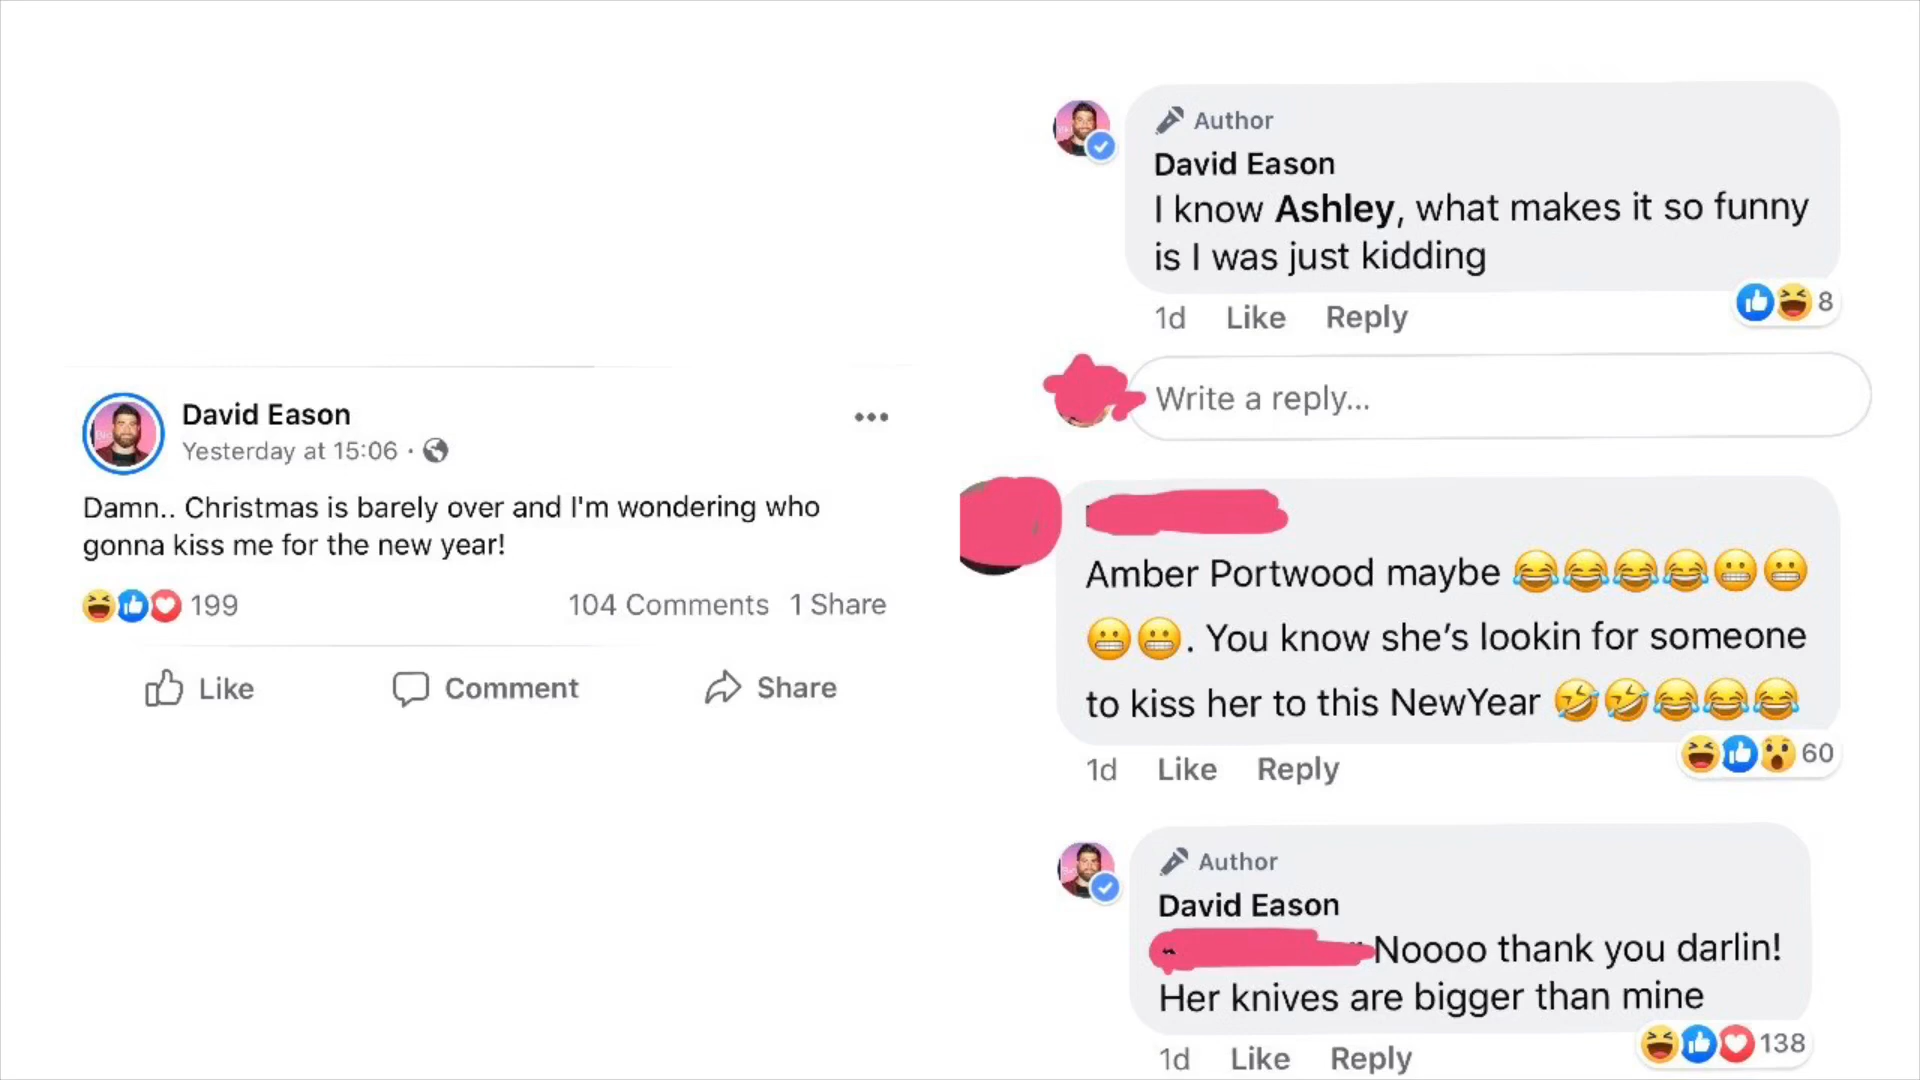 David Eason
Yesterday at 15:06 ·
Damn.. Christmas is barely over and I'm wondering who
gonna kiss me for the new year!
199
104 Comments 1 Share
Like Comment Share
Author
David Eason
I know Ashley, what makes it so funny
is I was just kidding
1d Like Reply
8
Write a reply...
Amber Portwood maybe 😂😂😂😂😬😬
😬😬. You know she's lookin for someone
to kiss her to this NewYear 🤣🤣😂😂😂
1d Like Reply
60
Author
David Eason
Noooo thank you darlin!
Her knives are bigger than mine
1d Like Reply
138